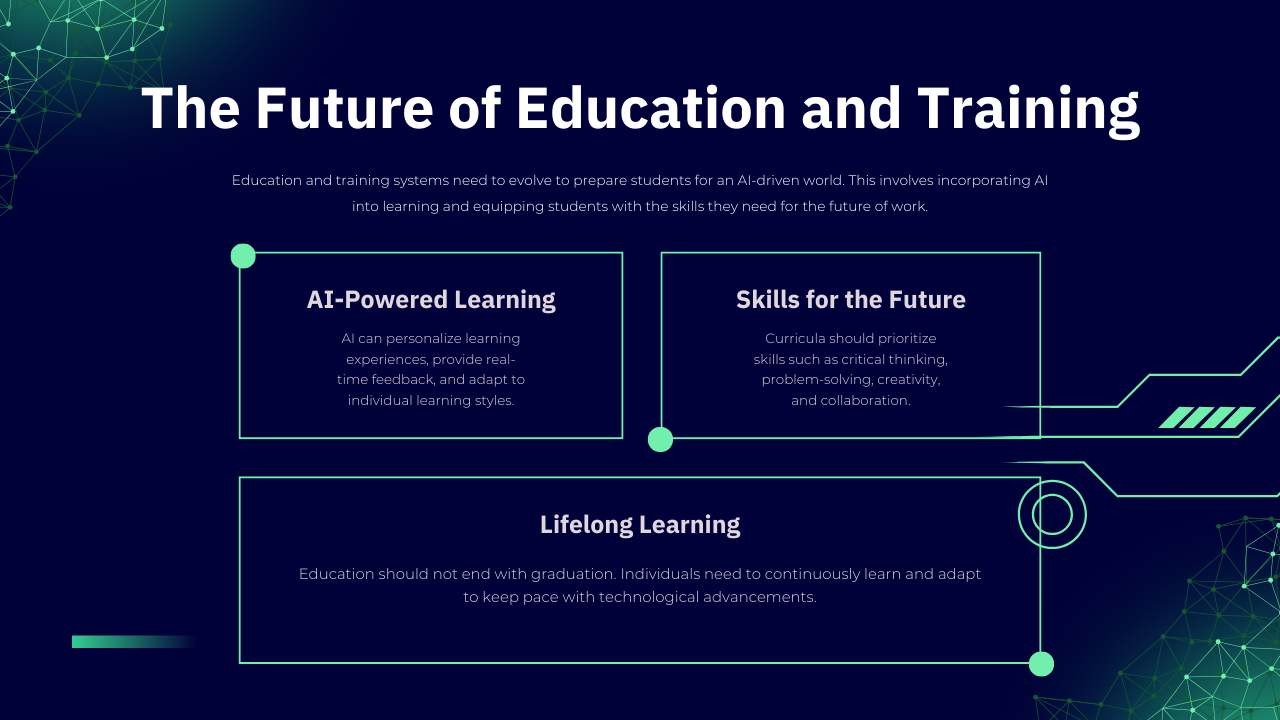 The Future of Education and Training
Education and training systems need to evolve to prepare students for an AI-driven world. This involves incorporating AI
into learning and equipping students with the skills they need for the future of work.
AI-Powered Learning
AI can personalize learning
experiences, provide real-
time feedback, and adapt to
individual learning styles.
Skills for the Future
Curricula should prioritize
skills such as critical thinking,
problem-solving, creativity,
and collaboration.
Lifelong Learning
Education should not end with graduation. Individuals need to continuously learn and adapt
to keep pace with technological advancements.